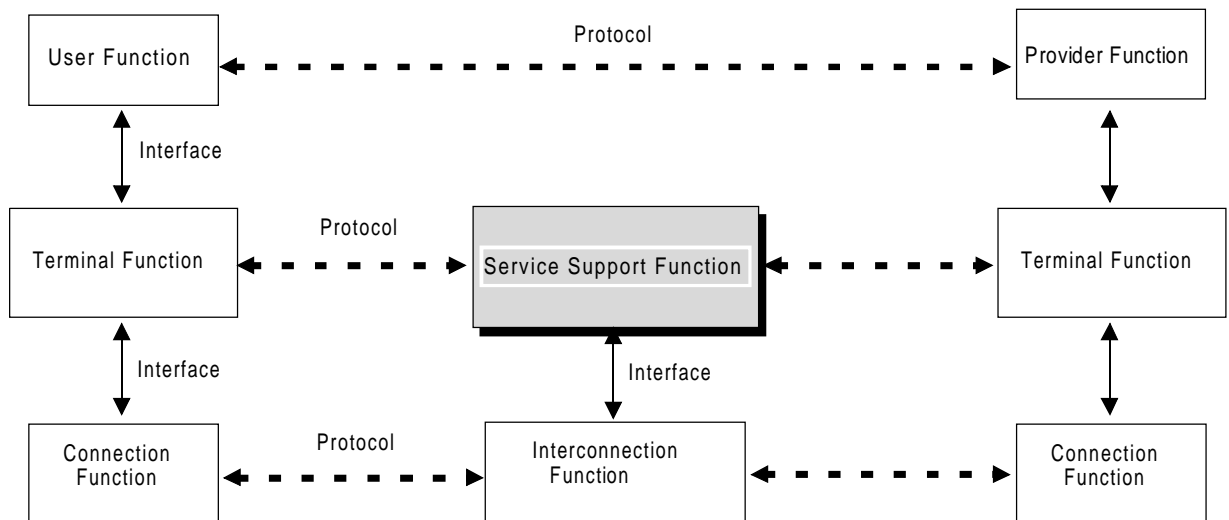 User Function
Protocol
Provider Function
Interface
Protocol
Terminal Function
Service Support Function
Terminal Function
Interface
Interface
Protocol
Connection
Function
Interconnection
Function
Connection
Function